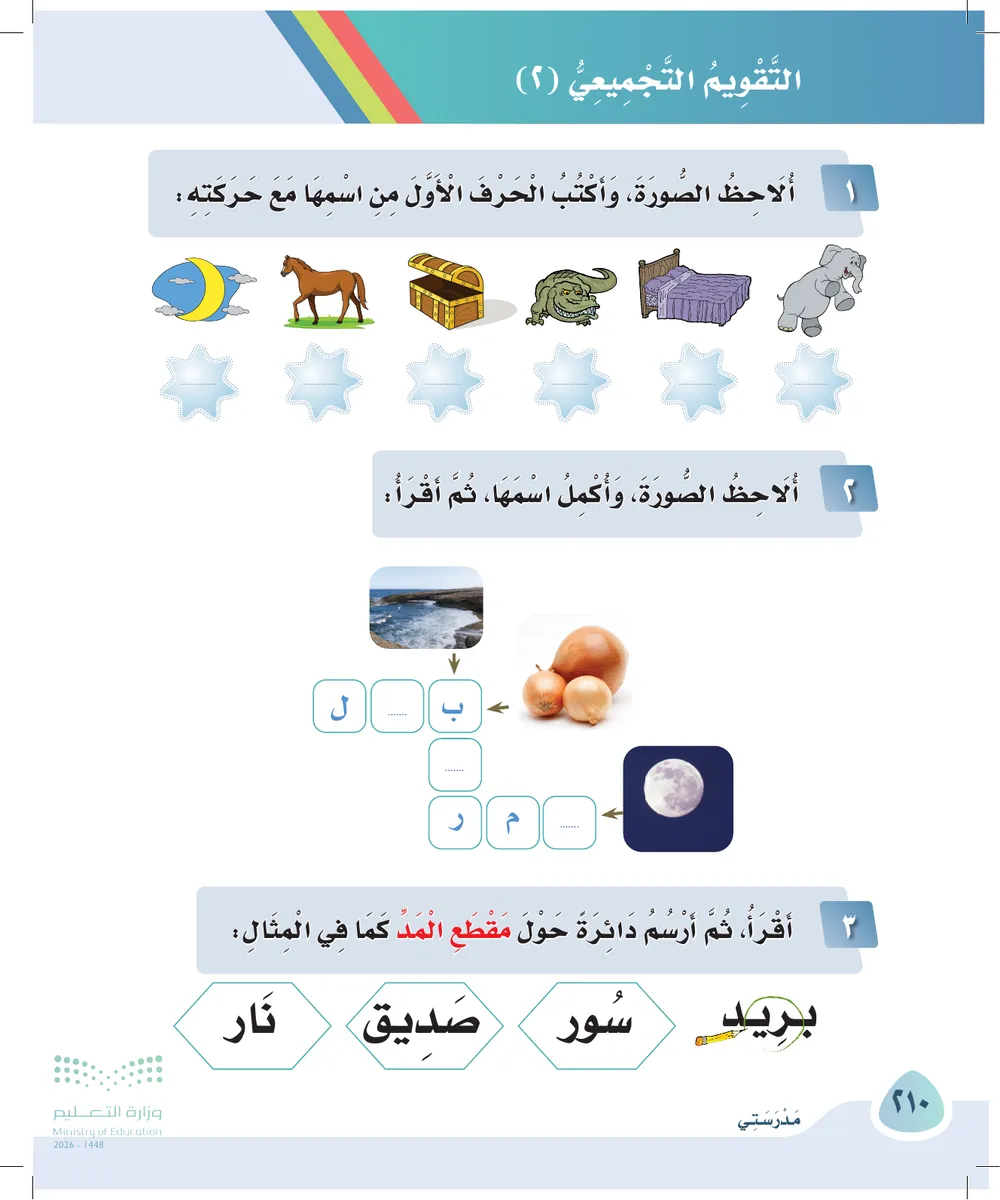 التَّقْوِيمُ التَّجْمِيعِيُّ (٢)
١
أُلَاحِظُ الصُّورَةَ، وَأَكْتُبُ الْحَرْفَ الْأَوَّلَ مِنِ اسْمِهَا مَعَ حَرَكَتِهِ:
٢
أُلَاحِظُ الصُّورَةَ، وَأُكْمِلُ اسْمَهَا، ثُمَّ أَقْرَأُ:
ب ....... ل
.......
....... م ر
٣
أَقْرَأُ، ثُمَّ أَرْسُمُ دَائِرَةً حَوْلَ مَقْطَعِ الْمَدِّ كَمَا فِي الْمِثَالِ:
بَرِيد سُور صَدِيق نَار
وزارة التعليم
Ministry of Education
2026 - 1448
مَدْرَسَتِي
٢١٠